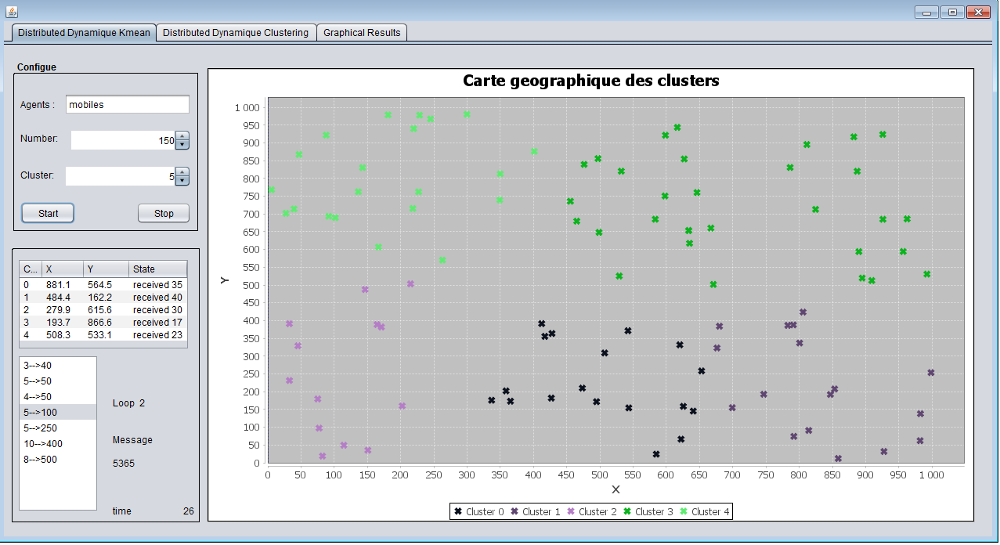 Distributed Dynamique Kmean Distributed Dynamique Clustering Graphical Results
Configue
Agents : mobiles
Number: 150
Cluster: 5
Start Stop
C... X Y State
0 881.1 564.5 received 35
1 484.4 162.2 received 40
2 279.9 615.6 received 30
3 193.7 866.6 received 17
4 508.3 533.1 received 23
3-->40
5-->50
4-->50
5-->100
5-->250
10-->400
8-->500
Loop 2
Message
5365
time 26
Carte geographique des clusters
1 000
950
900
850
800
750
700
650
600
550
500
450
400
350
300
250
200
150
100
50
0
Y
0 50 100 150 200 250 300 350 400 450 500 550 600 650 700 750 800 850 900 950 1 000
X
Cluster 0 Cluster 1 Cluster 2 Cluster 3 Cluster 4